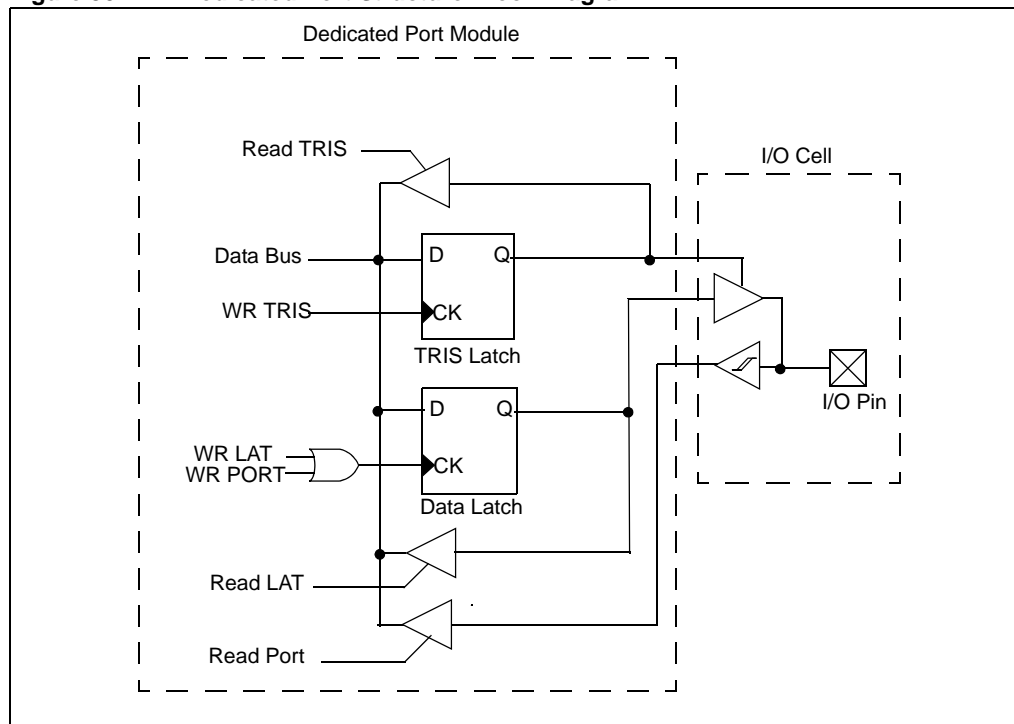 Dedicated Port Module
Read TRIS
I/O Cell
Data Bus
D
Q
WR TRIS
CK
TRIS Latch
D
Q
I/O Pin
WR LAT
WR PORT
CK
Data Latch
Read LAT
Read Port